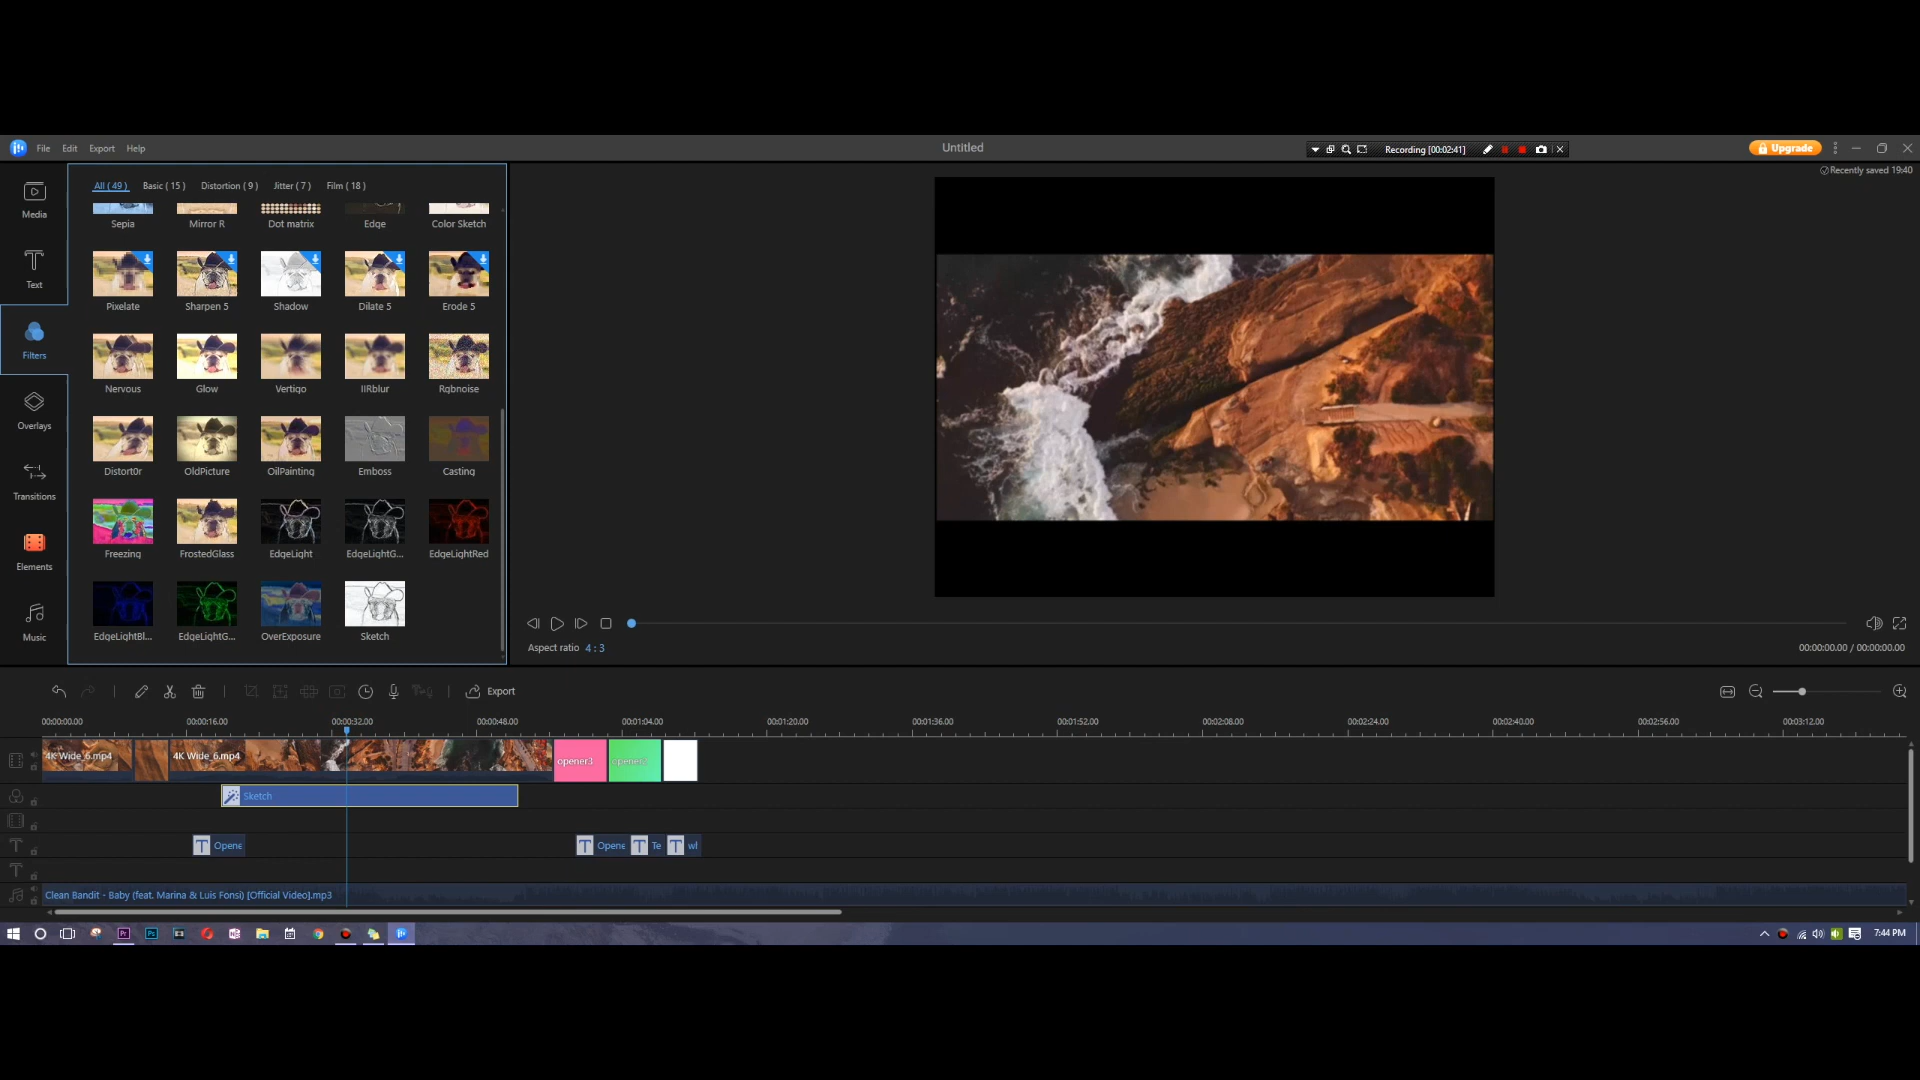 File Edit Export Help
Untitled
Recording [00:02:41]
Upgrade
Recently saved 19:40
Media
Text
Filters
Overlays
Transitions
Elements
Music
All ( 49 ) Basic ( 15 ) Distortion ( 9 ) Jitter ( 7 ) Film ( 18 )
Sepia Mirror R Dot matrix Edge Color Sketch
Pixelate Sharpen 5 Shadow Dilate 5 Erode 5
Nervous Glow Vertigo IIRblur Rgbnoise
Distort0r OldPicture OilPainting Emboss Casting
Freezing FrostedGlass EdgeLight EdgeLightG... EdgeLightRed
EdgeLightBl... EdgeLightG... OverExposure Sketch
Aspect ratio 4 : 3
00:00:00.00 / 00:00:00.00
Export
00:00:00.00 00:00:16.00 00:00:32.00 00:00:48.00 00:01:04.00 00:01:20.00 00:01:36.00 00:01:52.00 00:02:08.00 00:02:24.00 00:02:40.00 00:02:56.00 00:03:12.00
4K Wide_6.mp4 4K Wide_6.mp4 opener3
Sketch
T Opene T Opene T Te T wl
Clean Bandit - Baby (feat. Marina & Luis Fonsi) [Official Video].mp3
Pr Ps
7:44 PM